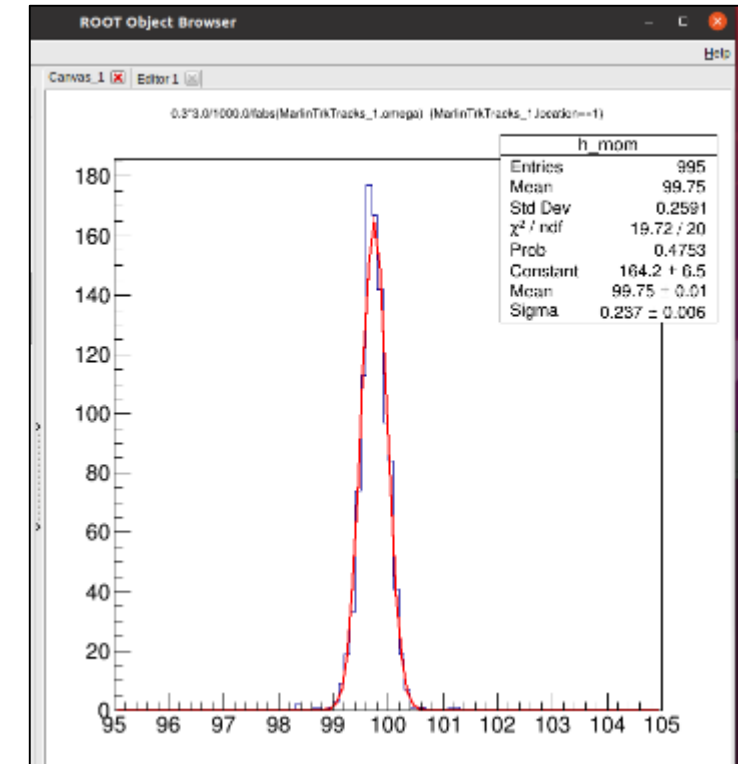 ROOT Object Browser
Help
Canvas_1
Editor 1
0.3*3.0/1000.0/fabs(MarlinTrkTracks_1.omega) (MarlinTrkTracks_1.location==1)
h_mom
Entries 995
Mean 99.75
Std Dev 0.2591
χ² / ndf 19.72 / 20
Prob 0.4753
Constant 164.2 ± 6.5
Mean 99.75 ± 0.01
Sigma 0.237 ± 0.006
180
160
140
120
100
80
60
40
20
0
95 96 97 98 99 100 101 102 103 104 105